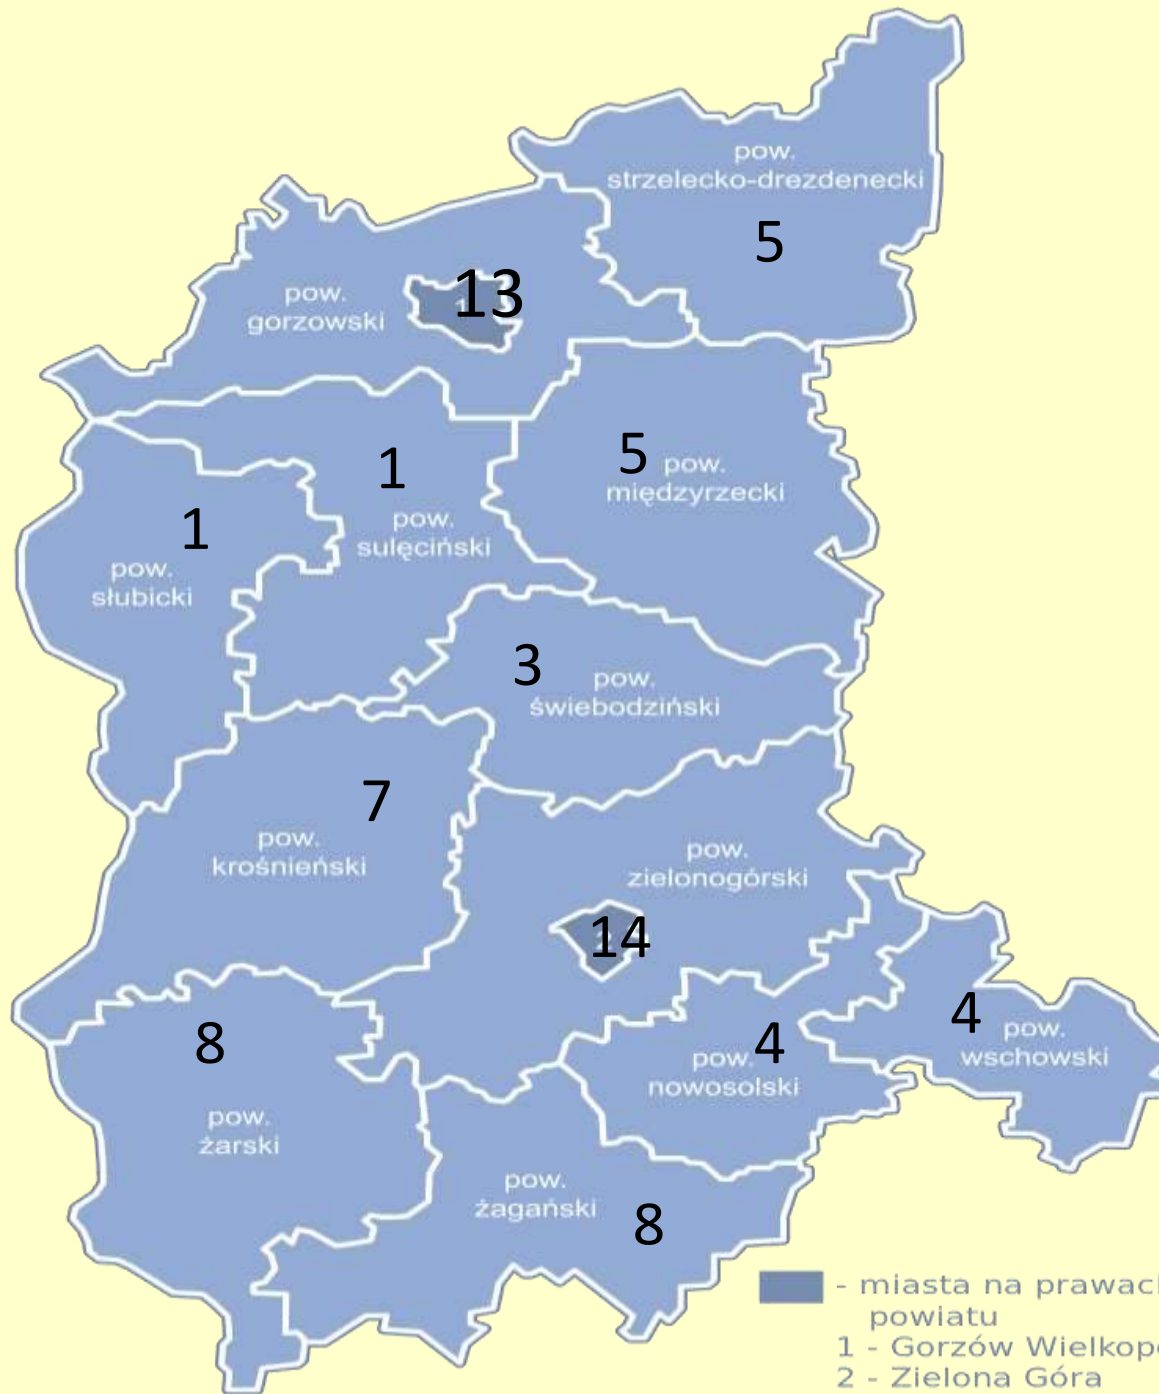 pow.
strzelecko-drezdenecki
5
13
pow.
gorzowski
5
pow.
międzyrzecki
1
pow.
sulęciński
1
pow.
słubicki
3
pow.
świebodziński
7
pow.
krośnieński
pow.
zielonogórski
14
4
pow.
wschowski
4
pow.
nowosolski
8
pow.
żarski
pow.
żagański
8
- miasta na prawac
powiatu
1 - Gorzów Wielkop
2 - Zielona Góra